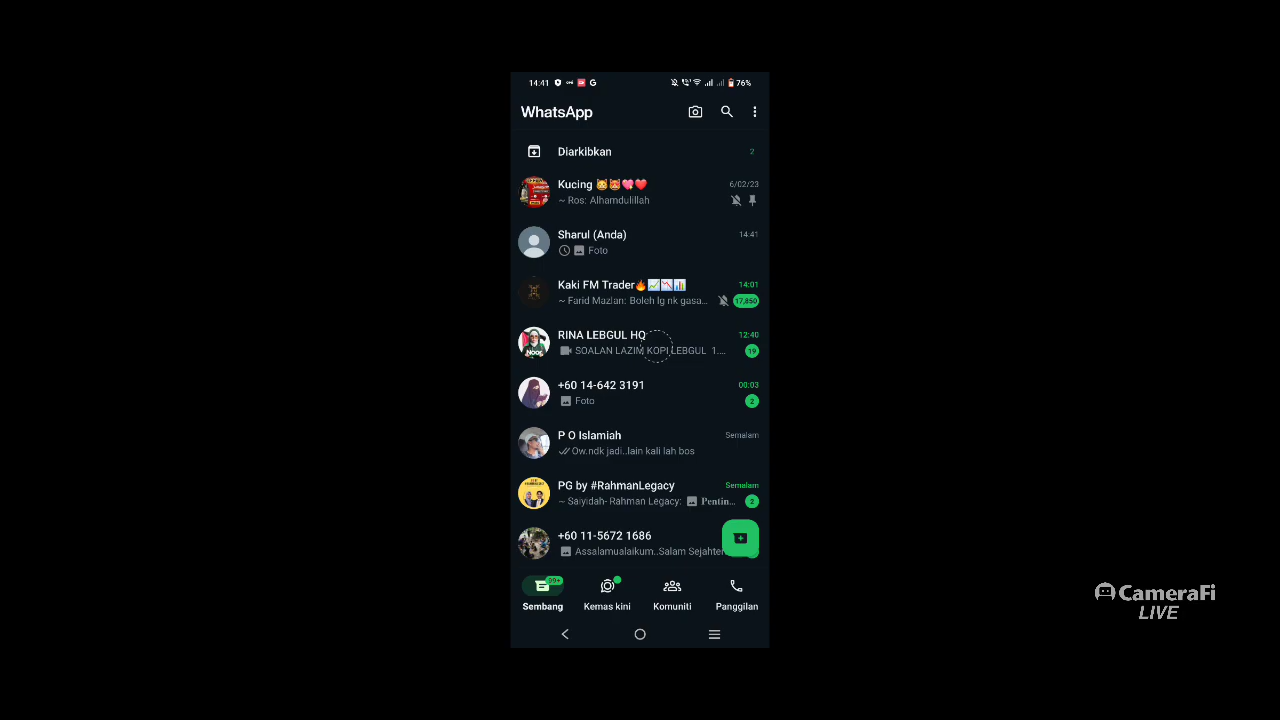 14:41 G 76%
WhatsApp
Diarkibkan 2
Kucing 🐱🐯💖❤️ 6/02/23
~ Ros: Alhamdulillah
Sharul (Anda) 14:41
Foto
Kaki FM Trader🔥📈📉📊 14:01
~ Farid Mazlan: Boleh lg nk gasa... 17,850
RINA LEBGUL HQ 12:40
SOALAN LAZIM KOPI LEBGUL 1.... 19
NOOR
+60 14-642 3191 00:03
Foto 2
P O Islamiah Semalam
Ow.ndk jadi..lain kali lah bos
PG by #RahmanLegacy Semalam
~ Saiyidah- Rahman Legacy: 𝐏𝐞𝐧𝐭𝐢𝐧... 2
+60 11-5672 1686
Assalamualaikum..Salam Sejahter
99+
Sembang Kemas kini Komuniti Panggilan
CameraFi
LIVE